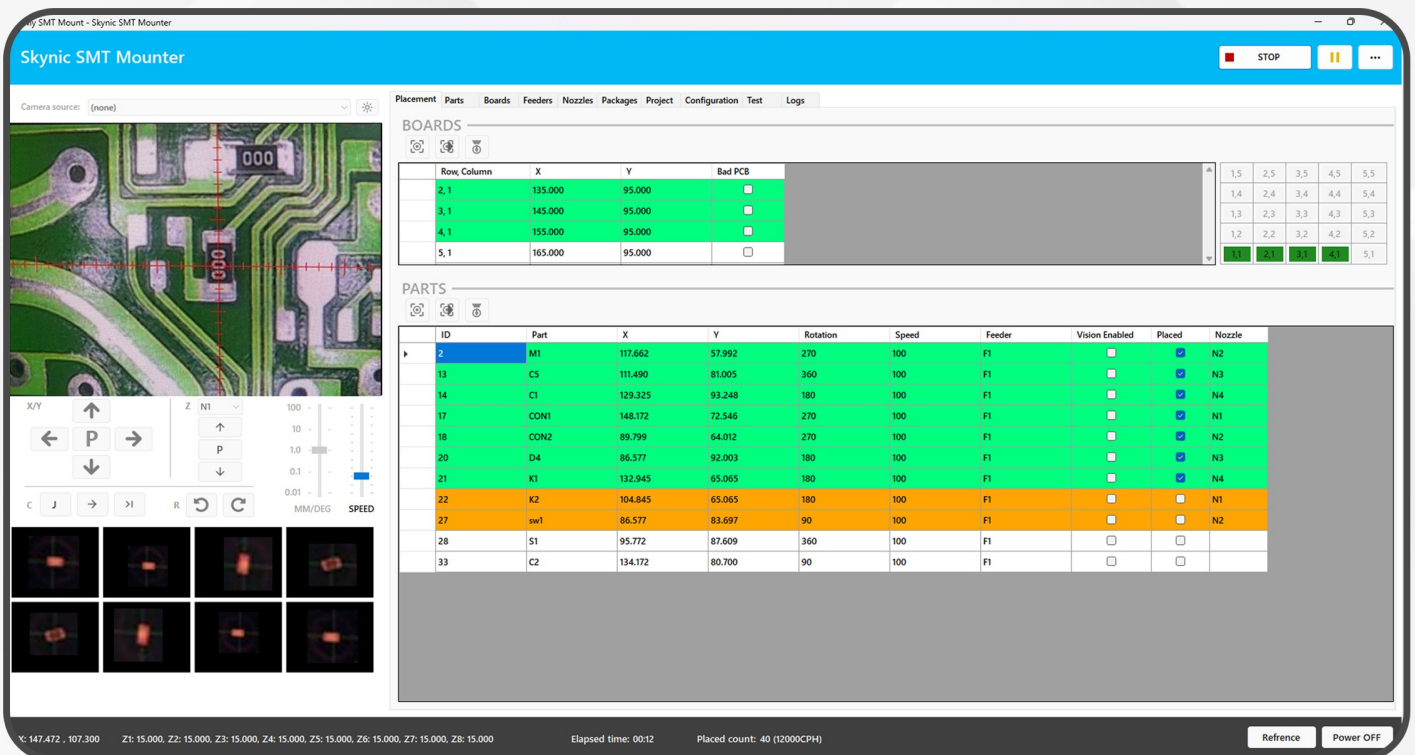 My SMT Mount - Skynic SMT Mounter
Skynic SMT Mounter
STOP
...
Camera source: (none)
Placement Parts Boards Feeders Nozzles Packages Project Configuration Test Logs
BOARDS
Row, Column X Y Bad PCB
2, 1 135.000 95.000
3, 1 145.000 95.000
4, 1 155.000 95.000
5, 1 165.000 95.000
1,5 2,5 3,5 4,5 5,5
1,4 2,4 3,4 4,4 5,4
1,3 2,3 3,3 4,3 5,3
1,2 2,2 3,2 4,2 5,2
1,1 2,1 3,1 4,1 5,1
000
000
PARTS
ID Part X Y Rotation Speed Feeder Vision Enabled Placed Nozzle
2 M1 117.662 57.992 270 100 F1 N2
13 C5 111.490 81.005 360 100 F1 N3
14 C1 129.325 93.248 180 100 F1 N4
17 CON1 148.172 72.546 270 100 F1 N1
18 CON2 89.799 64.012 270 100 F1 N2
20 D4 86.577 92.003 180 100 F1 N3
21 K1 132.945 65.065 180 100 F1 N4
22 K2 104.845 65.065 180 100 F1 N1
27 sw1 86.577 83.697 90 100 F1 N2
28 S1 95.772 87.609 360 100 F1
33 C2 134.172 80.700 90 100 F1
X/Y
P
Z N1
P
100
10
1.0
0.1
0.01
MM/DEG SPEED
C J R
X: 147.472 , 107.300 Z1: 15.000, Z2: 15.000, Z3: 15.000, Z4: 15.000, Z5: 15.000, Z6: 15.000, Z7: 15.000, Z8: 15.000 Elapsed time: 00:12 Placed count: 40 (12000CPH)
Refrence Power OFF